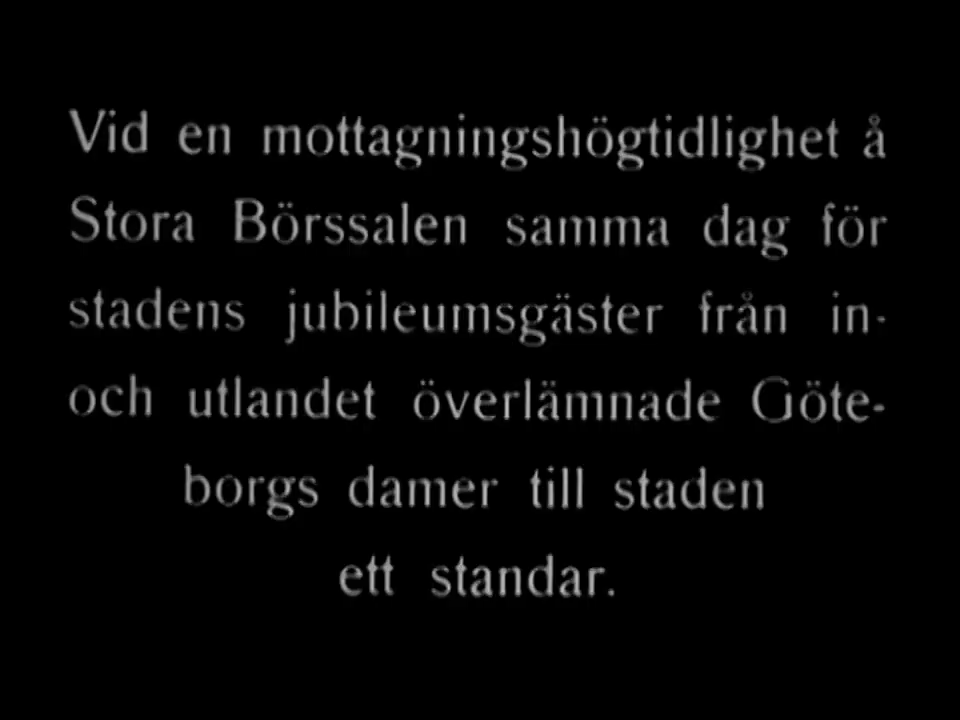 Vid en mottagningshögtidlighet å
Stora Börssalen samma dag för
stadens jubileumsgäster från in-
och utlandet överlämnade Göte-
borgs damer till staden
ett standar.